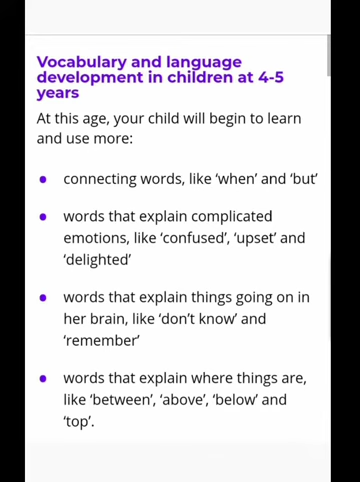 Vocabulary and language
development in children at 4-5
years
At this age, your child will begin to learn
and use more:
• connecting words, like ‘when’ and ‘but’
• words that explain complicated
emotions, like ‘confused’, ‘upset’ and
‘delighted’
• words that explain things going on in
her brain, like ‘don’t know’ and
‘remember’
• words that explain where things are,
like ‘between’, ‘above’, ‘below’ and
‘top’.